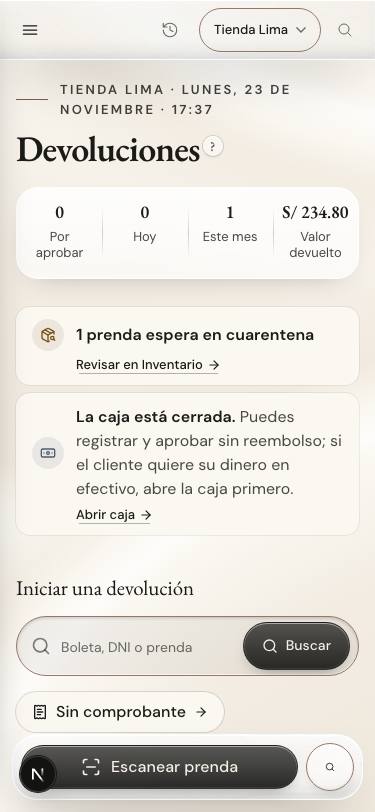 Tienda Lima
TIENDA LIMA · LUNES, 23 DE
NOVIEMBRE · 17:37
Devoluciones ?
0
Por
aprobar
0
Hoy
1
Este mes
S/ 234.80
Valor
devuelto
1 prenda espera en cuarentena
Revisar en Inventario →
La caja está cerrada. Puedes
registrar y aprobar sin reembolso; si
el cliente quiere su dinero en
efectivo, abre la caja primero.
Abrir caja →
Iniciar una devolución
Boleta, DNI o prenda
Buscar
Sin comprobante →
N
Escanear prenda